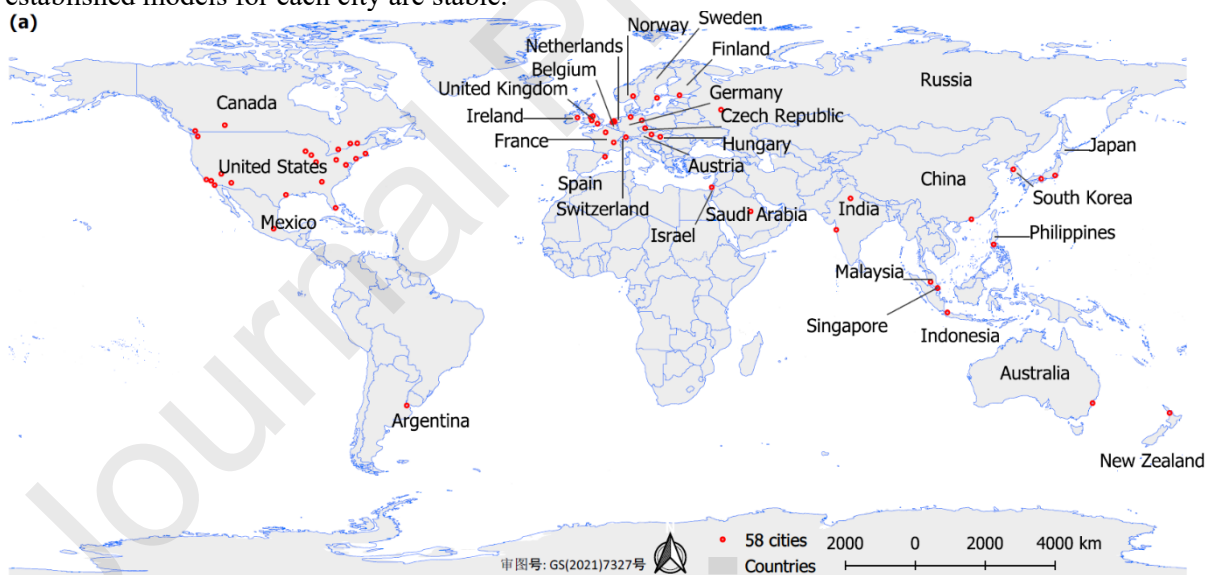 established models for each city are stable.
(a)
Norway
Sweden
Netherlands
Finland
Belgium
Russia
United Kingdom
Germany
Canada
Ireland
Czech Republic
France
Hungary
Japan
United States
Austria
China
Spain
South Korea
Switzerland
Saudi Arabia
India
Mexico
Israel
Philippines
Malaysia
Singapore
Indonesia
Australia
Argentina
New Zealand
58 cities
2000 0 2000 4000 km
审图号: GS(2021)7327号
Countries
Journal Pr